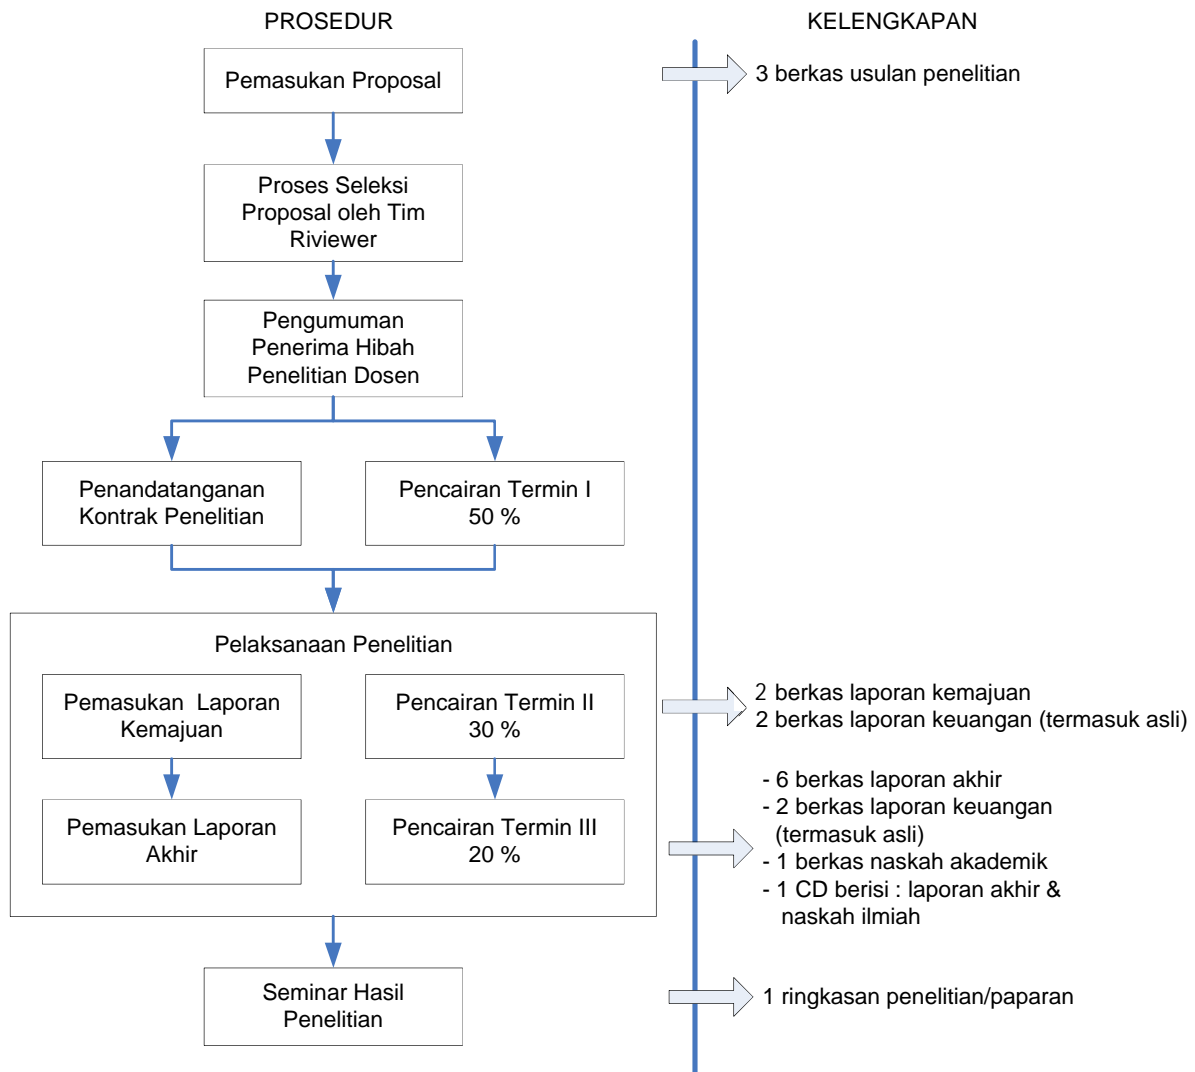 PROSEDUR
KELENGKAPAN
Pemasukan Proposal
3 berkas usulan penelitian
Proses Seleksi
Proposal oleh Tim
Riviewer
Pengumuman
Penerima Hibah
Penelitian Dosen
Penandatanganan
Kontrak Penelitian
Pencairan Termin I
50 %
Pelaksanaan Penelitian
Pemasukan  Laporan
Kemajuan
Pencairan Termin II
30 %
2 berkas laporan kemajuan
2 berkas laporan keuangan (termasuk asli)
Pemasukan Laporan
Akhir
Pencairan Termin III
20 %
- 6 berkas laporan akhir
- 2 berkas laporan keuangan
(termasuk asli)
- 1 berkas naskah akademik
- 1 CD berisi : laporan akhir &
naskah ilmiah
Seminar Hasil
Penelitian
1 ringkasan penelitian/paparan